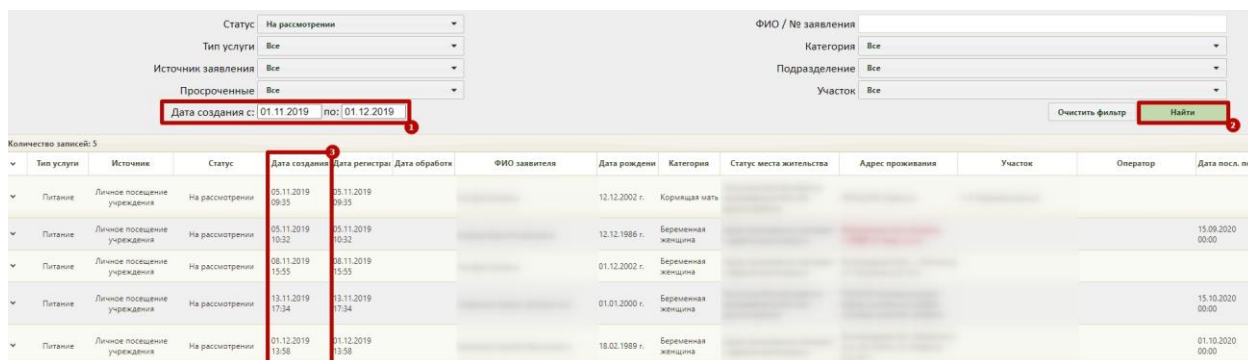 Статус На рассмотрении ФИО / № заявления
Тип услуги Все Категория Все
Источник заявления Все Подразделение Все
Просроченные Все Участок Все
Дата создания с: 01.11.2019 по: 01.12.2019 Очистить фильтр Найти
1 2
Количество записей: 5
3
Тип услуги Источник Статус Дата создания Дата регистрац Дата обработк ФИО заявителя Дата рождени Категория Статус места жительства Адрес проживания Участок Оператор Дата посл. по
Питание Личное посещение учреждения На рассмотрении 05.11.2019 09:35 05.11.2019 09:35 12.12.2002 г. Кормящая мать
Питание Личное посещение учреждения На рассмотрении 05.11.2019 10:32 05.11.2019 10:32 12.12.1986 г. Беременная женщина 15.09.2020 00:00
Питание Личное посещение учреждения На рассмотрении 08.11.2019 15:55 08.11.2019 15:55 01.12.2002 г. Беременная женщина
Питание Личное посещение учреждения На рассмотрении 13.11.2019 17:34 13.11.2019 17:34 01.01.2000 г. Беременная женщина 15.10.2020 00:00
Питание Личное посещение учреждения На рассмотрении 01.12.2019 13:58 01.12.2019 13:58 18.02.1989 г. Беременная женщина 01.10.2020 00:00